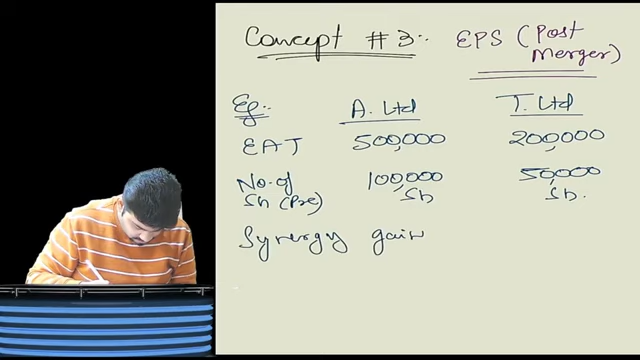 Concept #3:- EPS (Post Merger)
Eg:- A. Ltd T. Ltd
EAT 500,000 200,000
No. of Sh (Pre) 100,000 Sh 50,000 Sh.
Synergy gain